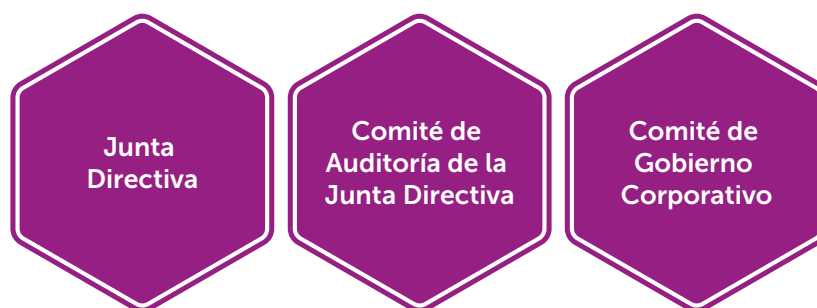 Junta
Directiva
Comité de
Auditoría de la
Junta Directiva
Comité de
Gobierno
Corporativo